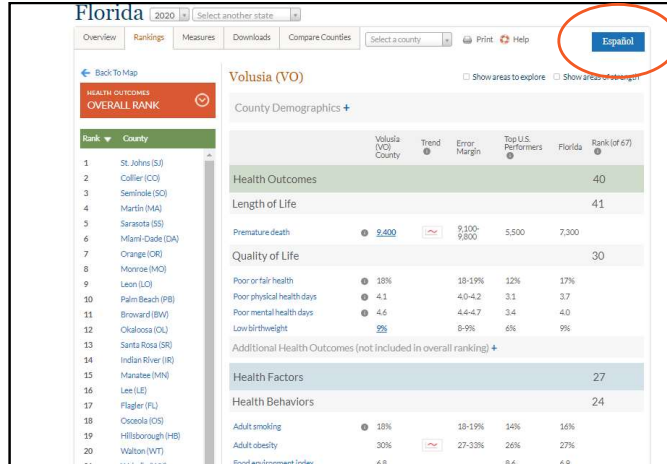 Florida 2020 Select another state
Overview Rankings Measures Downloads Compare Counties Select a county Print Help Español
Back To Map
HEALTH OUTCOMES
OVERALL RANK
Rank County
1 St. Johns (SJ)
2 Collier (CO)
3 Seminole (SO)
4 Martin (MA)
5 Sarasota (SS)
6 Miami-Dade (DA)
7 Orange (OR)
8 Monroe (MO)
9 Leon (LO)
10 Palm Beach (PB)
11 Broward (BW)
12 Okaloosa (OL)
13 Santa Rosa (SR)
14 Indian River (IR)
15 Manatee (MN)
16 Lee (LE)
17 Flagler (FL)
18 Osceola (OS)
19 Hillsborough (HB)
20 Walton (WT)
Volusia (VO) Show areas to explore Show areas of strength
County Demographics +
Volusia (VO) County Trend Error Margin Top U.S. Performers Florida Rank (of 67)
Health Outcomes 40
Length of Life 41
Premature death 9,400 9,100-9,800 5,500 7,300
Quality of Life 30
Poor or fair health 18% 18-19% 12% 17%
Poor physical health days 4.1 4.0-4.2 3.1 3.7
Poor mental health days 4.6 4.4-4.7 3.4 4.0
Low birthweight 9% 8-9% 6% 9%
Additional Health Outcomes (not included in overall ranking) +
Health Factors 27
Health Behaviors 24
Adult smoking 18% 18-19% 14% 16%
Adult obesity 30% 27-33% 26% 27%
Food environment index 6.8 8.6 6.9